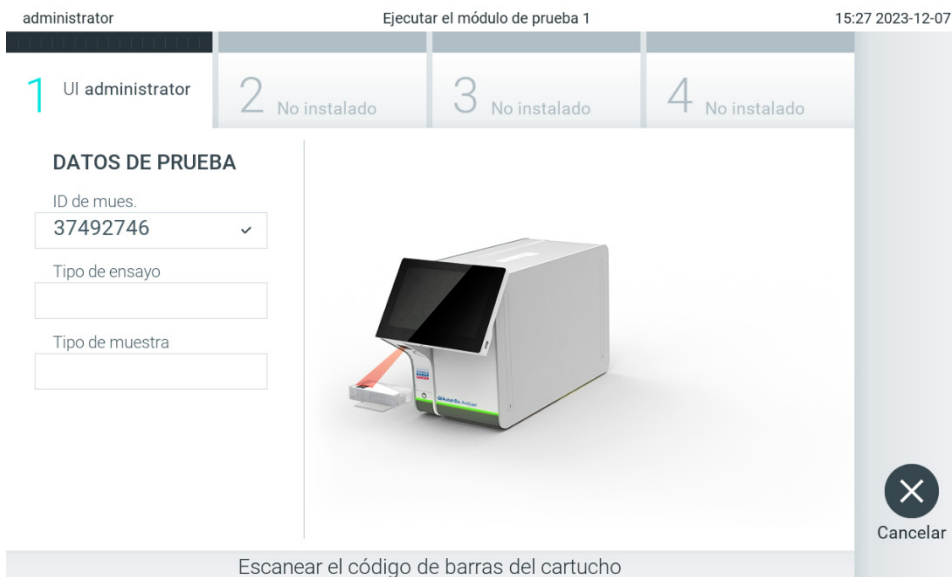 administrator
Ejecutar el módulo de prueba 1
15:27 2023-12-07
1 UI administrator
2 No instalado
3 No instalado
4 No instalado
DATOS DE PRUEBA
ID de mues.
37492746
Tipo de ensayo
Tipo de muestra
Cancelar
Escanear el código de barras del cartucho